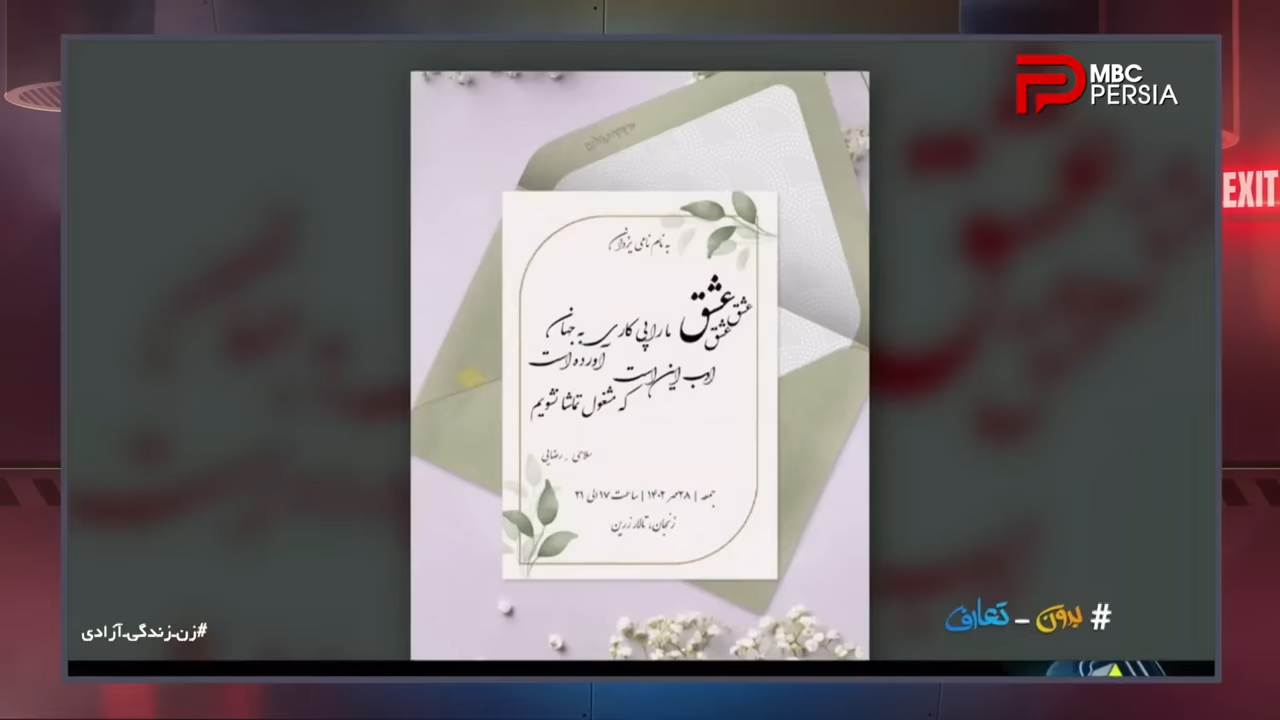 MBC
PERSIA
EXIT
به نام نامی یزدان
عشق
عشق
عشق
ما را پی کاری به جهان
آورده است
ادب این است
که مشغول تماشا نشویم
سلامی _ رضایی
جمعه | ۲۸ مهر ۱۴۰۲ | ساعت ۱۷ الی ۲۱
زنجان، تالار زرین
#زن_زندگی_آزادی
# بدون _ تعارف